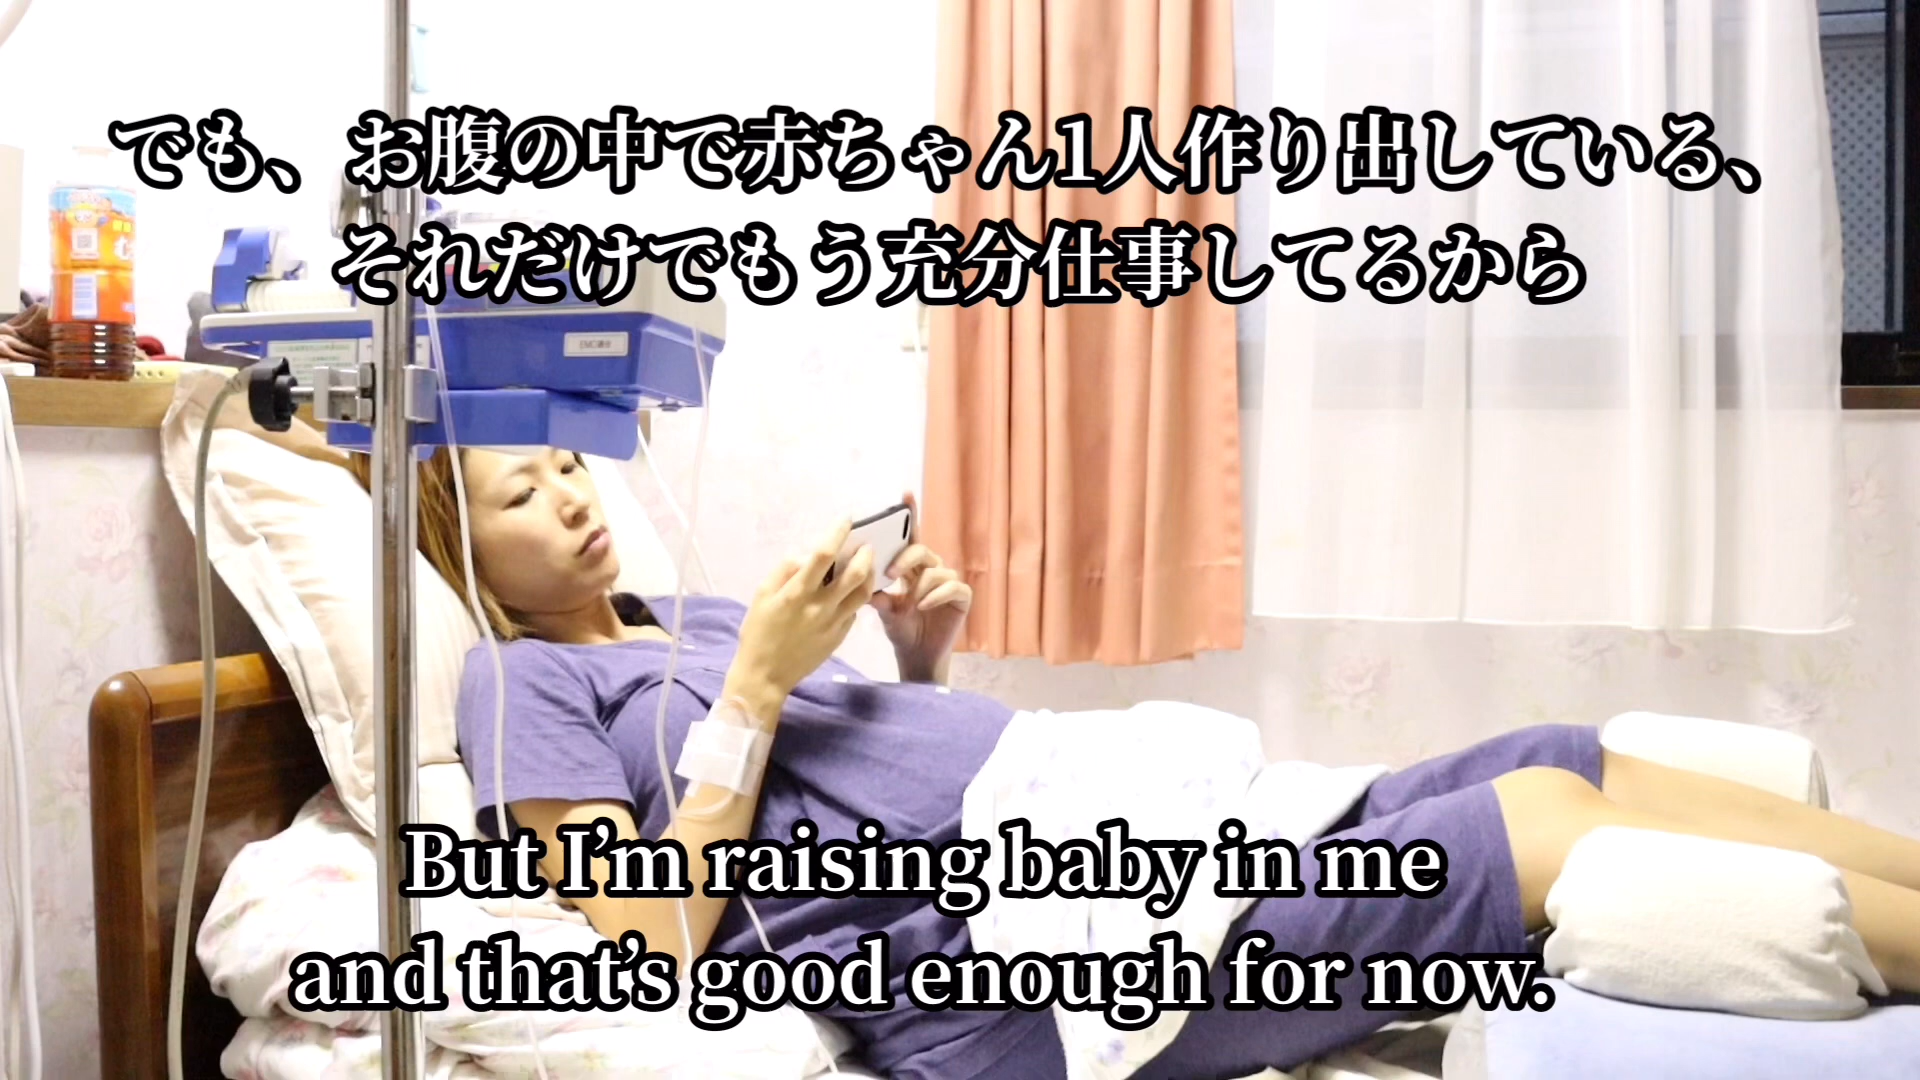 でも、お腹の中で赤ちゃん1人作り出している、
それだけでもう充分仕事してるから
But I’m raising baby in me
and that’s good enough for now.